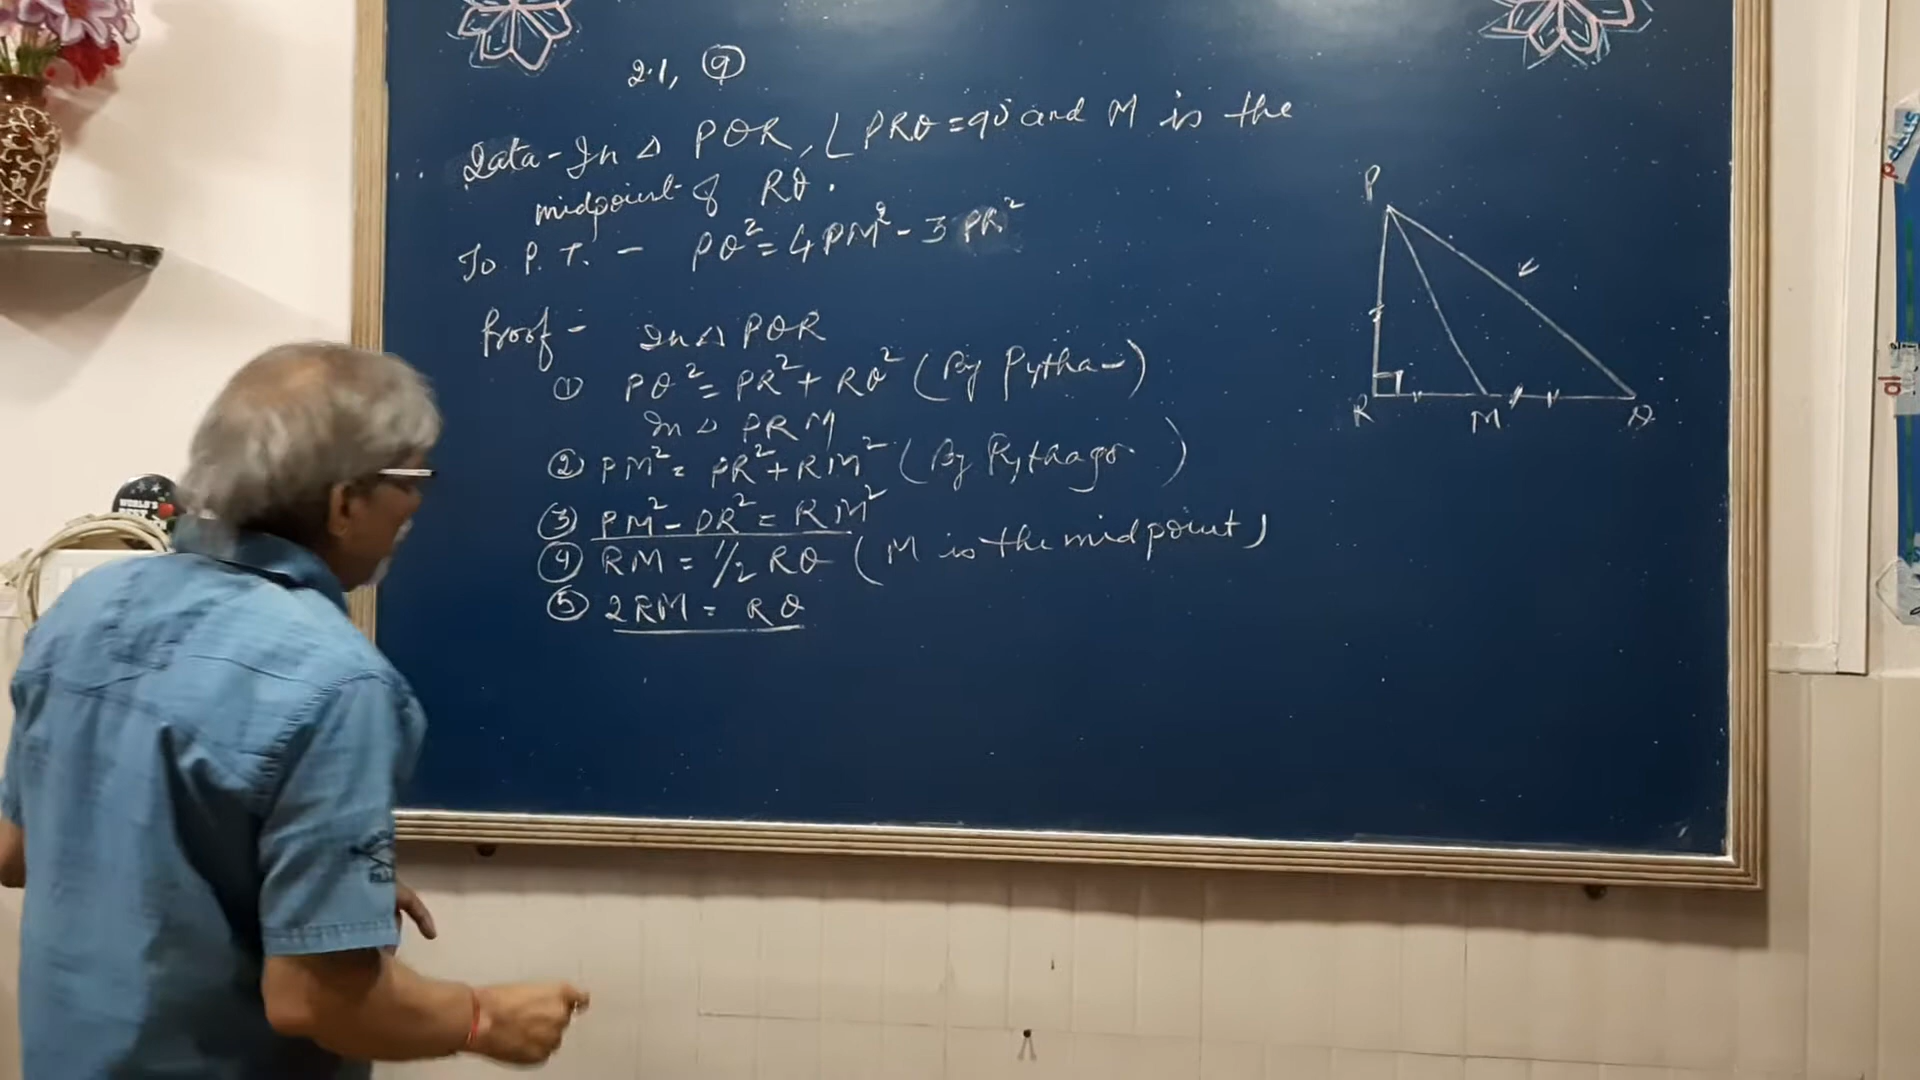 2.1, 9
Data - In △ PQR, ∠PRQ = 90° and M is the
midpoint of RQ.
To P.T. - PQ² = 4PM² - 3PR²
Proof - In △ PQR
① PQ² = PR² + RQ² (By Pytha-)
In △ PRM
② PM² = PR² + RM² (By Pythagor. )
③ PM² - PR² = RM²
④ RM = 1/2 RQ (M is the midpoint)
⑤ 2RM = RQ
P
R M Q
WORLD'S